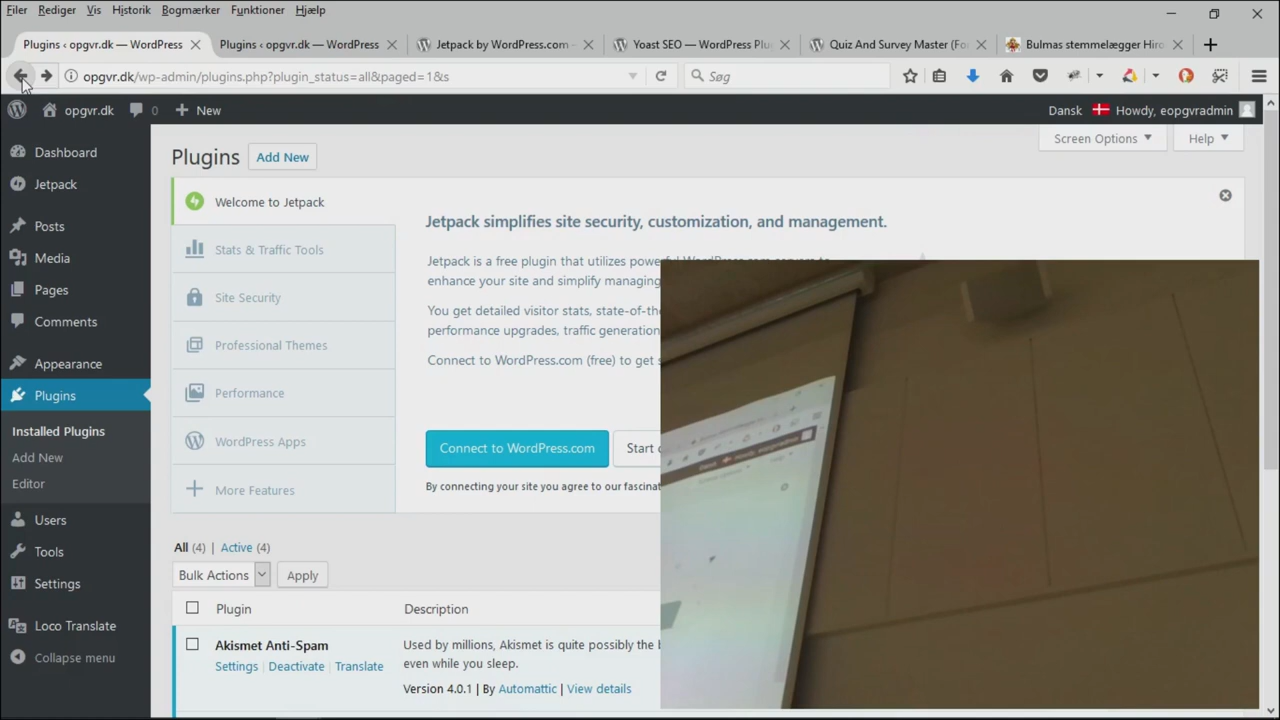 Filer Rediger Vis Historik Bogmærker Funktioner Hjælp
Plugins ‹ opgvr.dk — WordPress Plugins ‹ opgvr.dk — WordPress Jetpack by WordPress.com – Yoast SEO — WordPress Plu Quiz And Survey Master (For Bulmas stemmelægger Hiro
opgvr.dk/wp-admin/plugins.php?plugin_status=all&paged=1&s Søg
opgvr.dk 0 New Dansk Howdy, eopgvradmin
Screen Options Help
Plugins Add New
Dashboard
Jetpack
Posts
Media
Pages
Comments
Appearance
Plugins
Installed Plugins
Add New
Editor
Users
Tools
Settings
Loco Translate
Collapse menu
Welcome to Jetpack
Stats & Traffic Tools
Site Security
Professional Themes
Performance
WordPress Apps
More Features
Jetpack simplifies site security, customization, and management.
Jetpack is a free plugin that utilizes powerful WordPress.com servers to
enhance your site and simplify managing
You get detailed visitor stats, state-of-the
performance upgrades, traffic generation
Connect to WordPress.com (free) to get
Connect to WordPress.com Start
By connecting your site you agree to our fascinat
All (4) | Active (4)
Bulk Actions Apply
Plugin Description
Akismet Anti-Spam
Settings | Deactivate | Translate
Used by millions, Akismet is quite possibly the b
even while you sleep.
Version 4.0.1 | By Automattic | View details